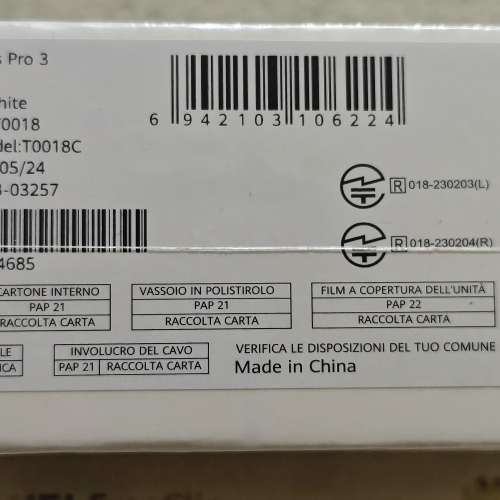 s Pro 3
hite
T0018
del:T0018C
05/24
3-03257
6 942103 106224
R 018-230203(L)
R 018-230204(R)
4685
CARTONE INTERNO
PAP 21
RACCOLTA CARTA
VASSOIO IN POLISTIROLO
PAP 21
RACCOLTA CARTA
FILM A COPERTURA DELL'UNITÀ
PAP 22
RACCOLTA CARTA
LE
ICA
INVOLUCRO DEL CAVO
PAP 21 RACCOLTA CARTA
VERIFICA LE DISPOSIZIONI DEL TUO COMUNE
Made in China